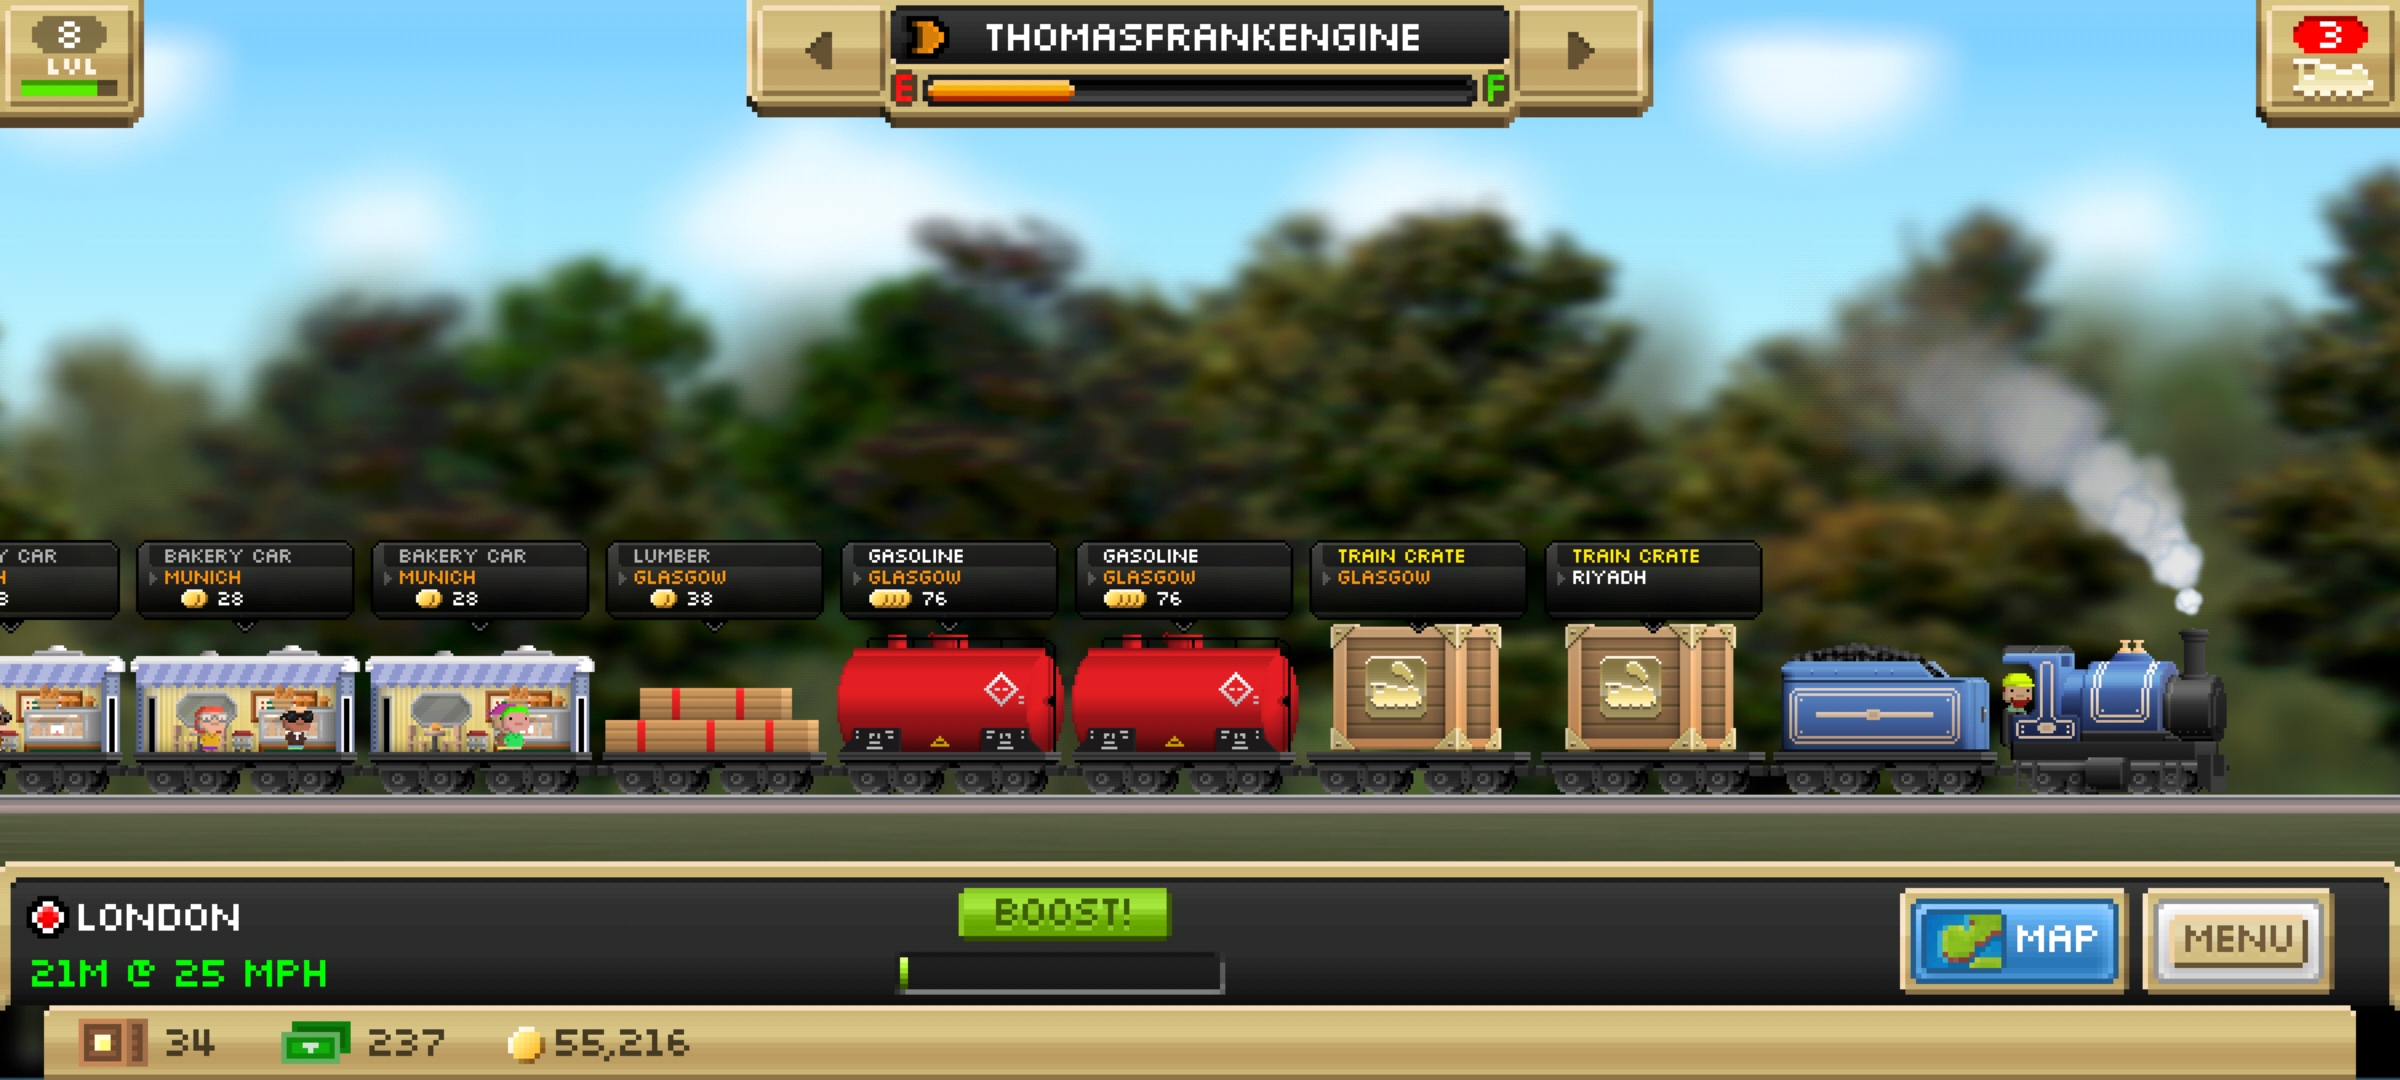 8
LVL
THOMASFRANKENGINE
E F
3
Y CAR
H
8
BAKERY CAR
MUNICH
28
BAKERY CAR
MUNICH
28
LUMBER
GLASGOW
38
GASOLINE
GLASGOW
76
GASOLINE
GLASGOW
76
TRAIN CRATE
GLASGOW
TRAIN CRATE
RIYADH
LONDON
21M @ 25 MPH
BOOST!
MAP
MENU
34
237
55,216